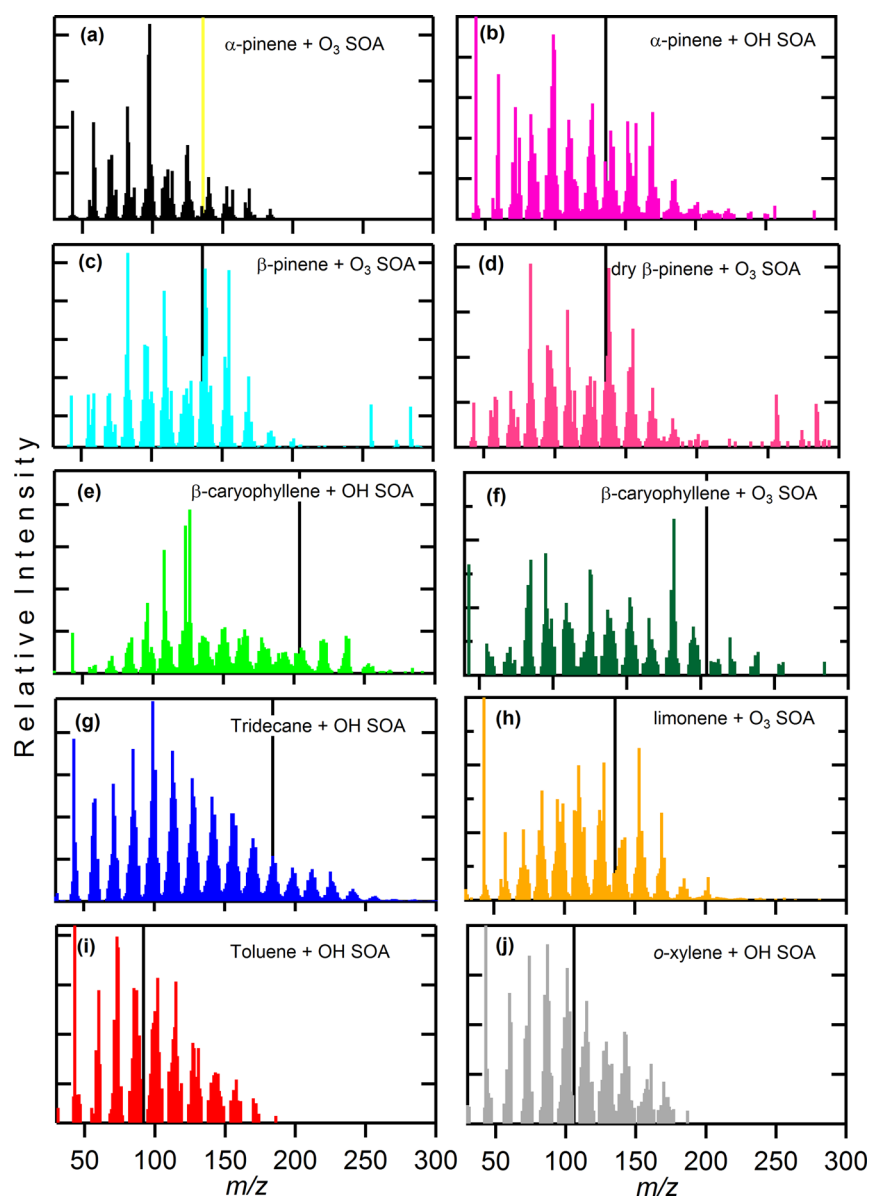 (a)
α-pinene + O₃ SOA
(b)
α-pinene + OH SOA
(c)
β-pinene + O₃ SOA
(d)
dry β-pinene + O₃ SOA
Relative Intensity
(e)
β-caryophyllene + OH SOA
(f)
β-caryophyllene + O₃ SOA
(g)
Tridecane + OH SOA
(h)
limonene + O₃ SOA
(i)
Toluene + OH SOA
(j)
o-xylene + OH SOA
50 100 150 200 250
50 100 150 200 250 300
m/z
m/z